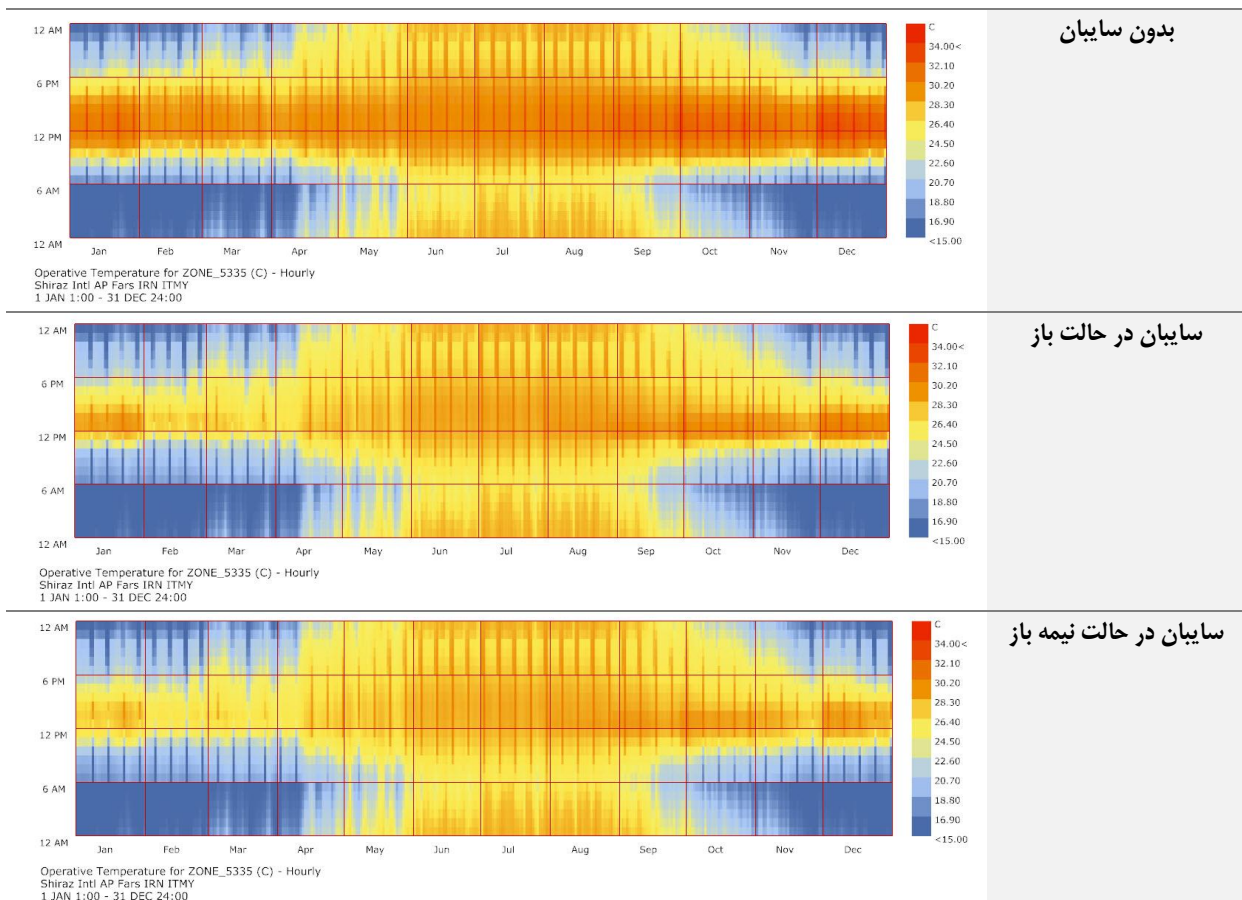 بدون سایبان
12 AM
6 PM
12 PM
6 AM
12 AM
Jan Feb Mar Apr May Jun Jul Aug Sep Oct Nov Dec
C
34.00<
32.10
30.20
28.30
26.40
24.50
22.60
20.70
18.80
16.90
<15.00
Operative Temperature for ZONE_5335 (C) - Hourly
Shiraz Intl AP Fars IRN ITMY
1 JAN 1:00 - 31 DEC 24:00
سایبان در حالت باز
12 AM
6 PM
12 PM
6 AM
12 AM
Jan Feb Mar Apr May Jun Jul Aug Sep Oct Nov Dec
C
34.00<
32.10
30.20
28.30
26.40
24.50
22.60
20.70
18.80
16.90
<15.00
Operative Temperature for ZONE_5335 (C) - Hourly
Shiraz Intl AP Fars IRN ITMY
1 JAN 1:00 - 31 DEC 24:00
سایبان در حالت نیمه باز
12 AM
6 PM
12 PM
6 AM
12 AM
Jan Feb Mar Apr May Jun Jul Aug Sep Oct Nov Dec
C
34.00<
32.10
30.20
28.30
26.40
24.50
22.60
20.70
18.80
16.90
<15.00
Operative Temperature for ZONE_5335 (C) - Hourly
Shiraz Intl AP Fars IRN ITMY
1 JAN 1:00 - 31 DEC 24:00